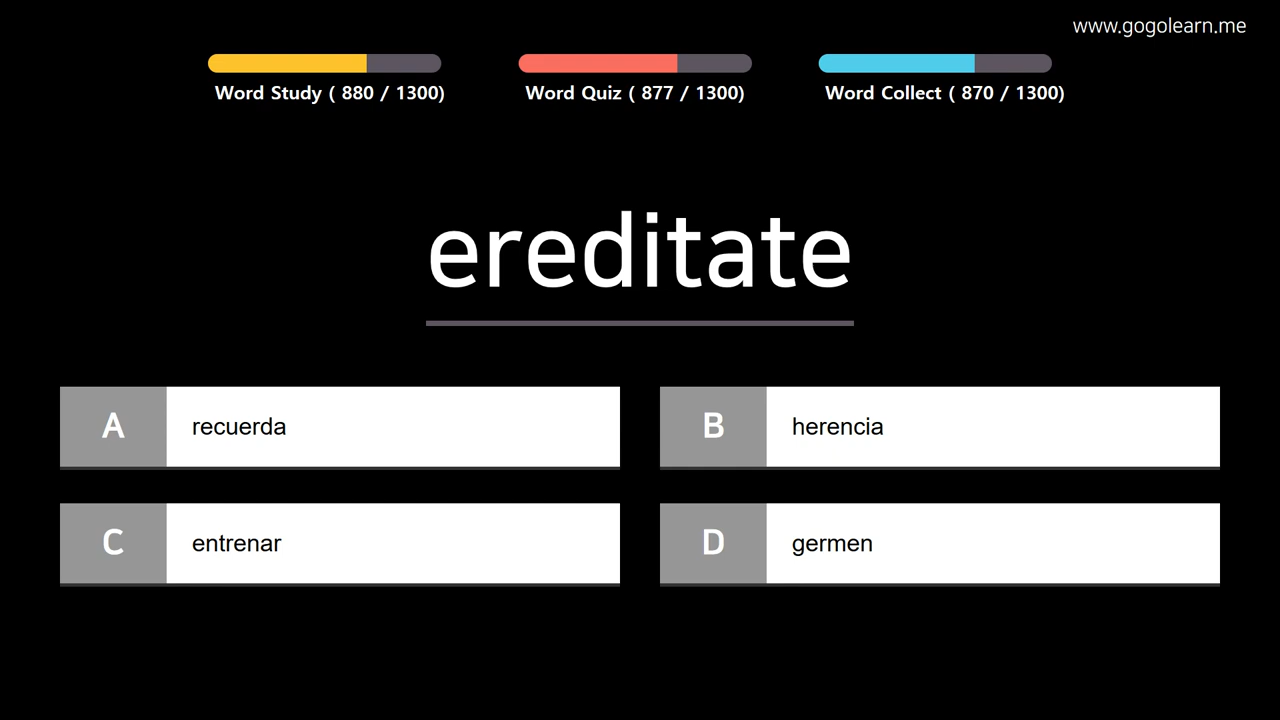 www.gogolearn.me
Word Study ( 880 / 1300)
Word Quiz ( 877 / 1300)
Word Collect ( 870 / 1300)
ereditate
A
recuerda
B
herencia
C
entrenar
D
germen